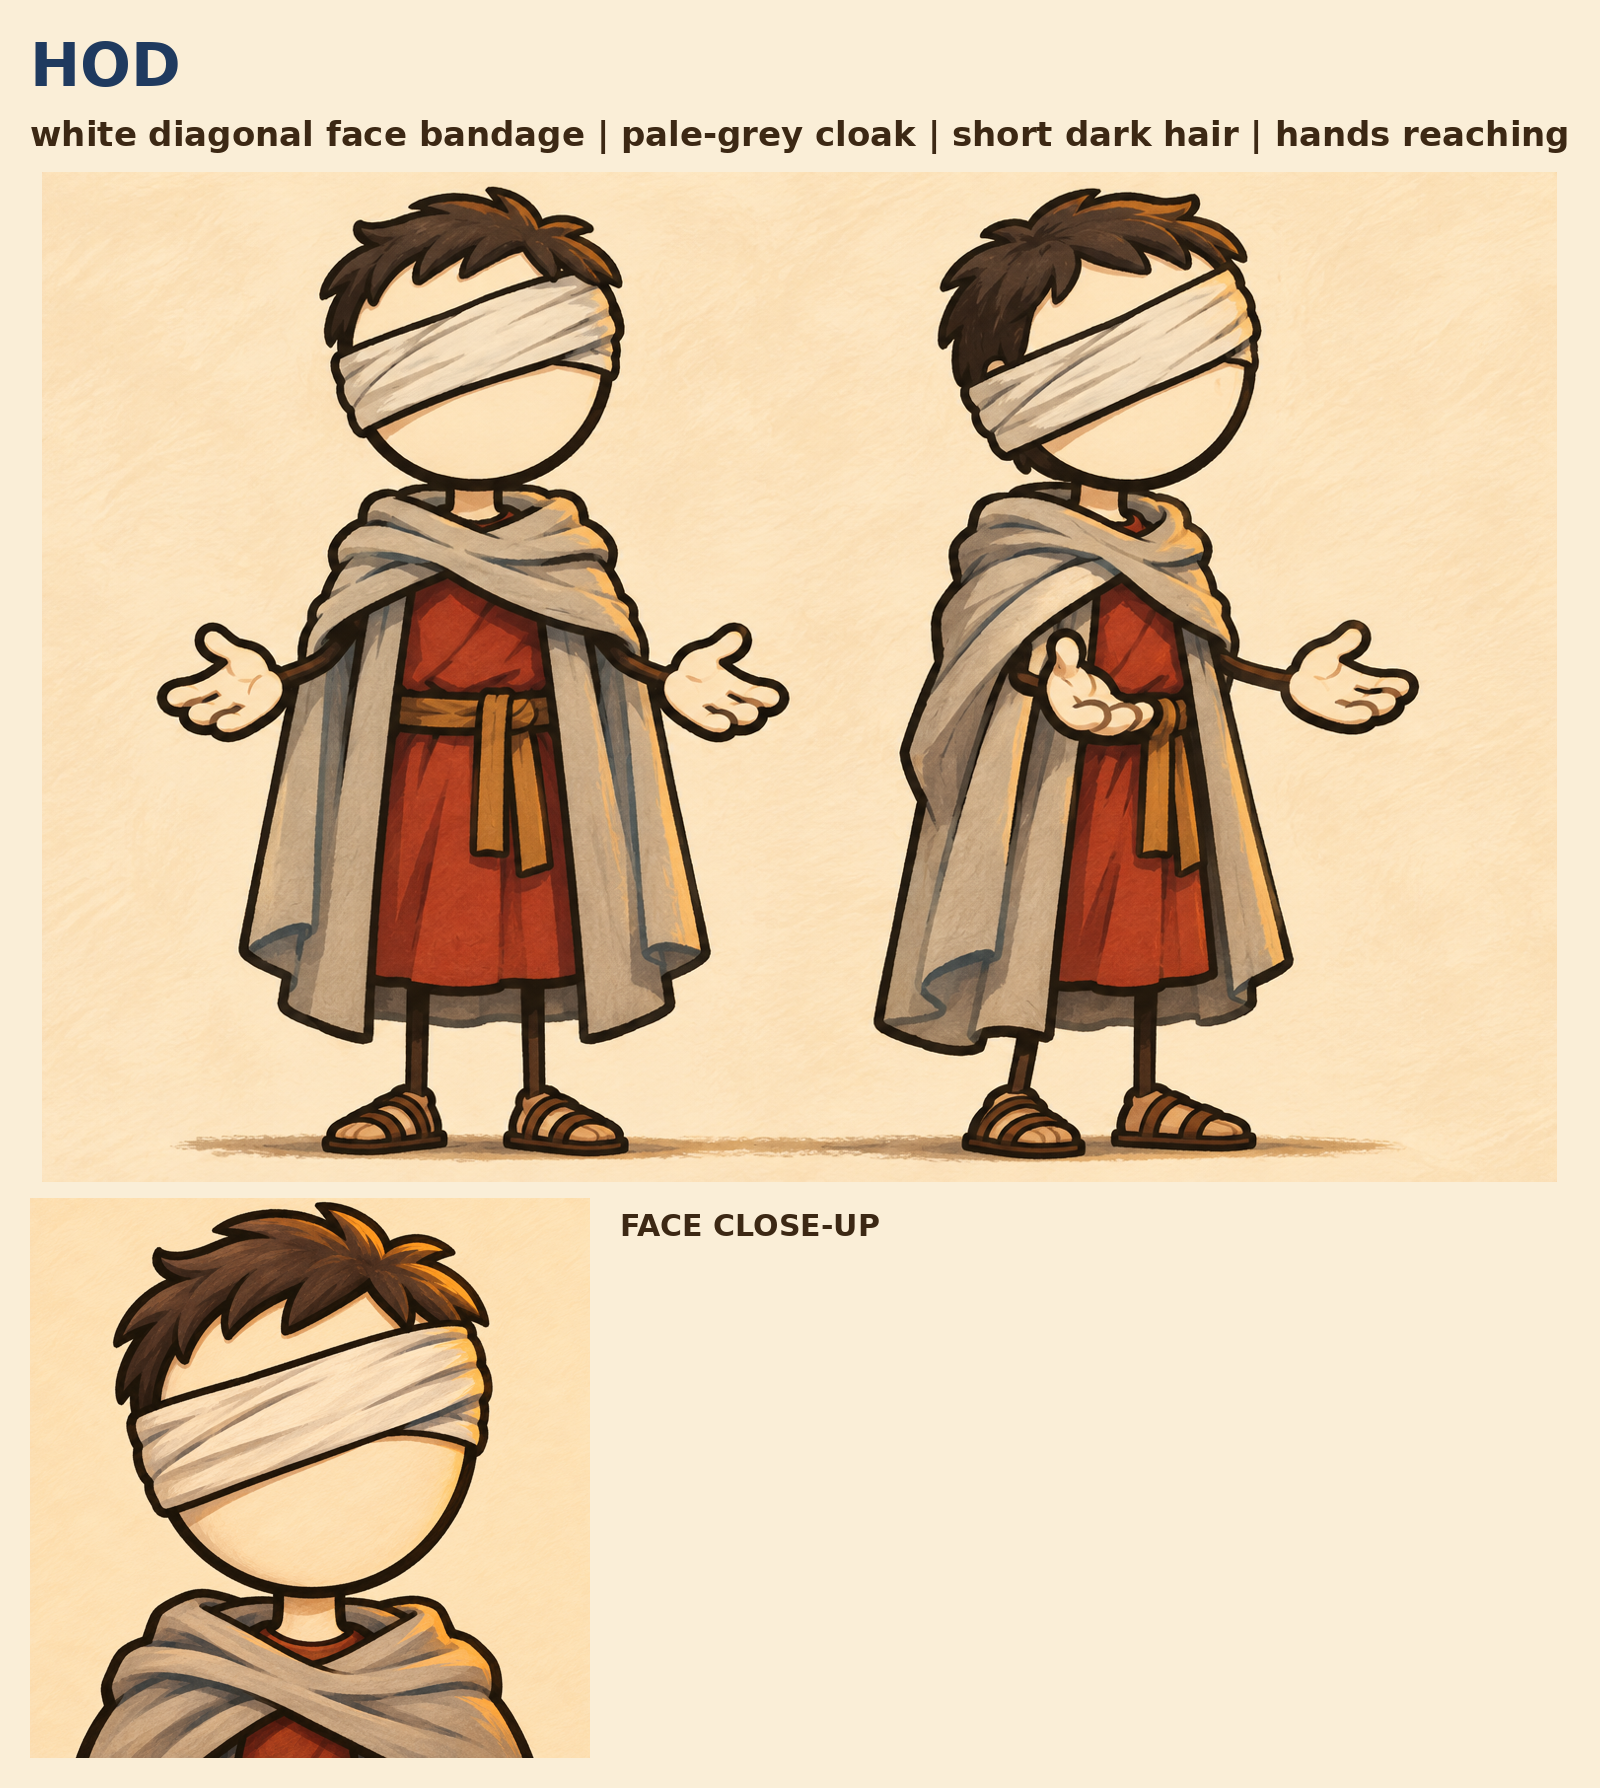 HOD
white diagonal face bandage | pale-grey cloak | short dark hair | hands reaching
FACE CLOSE-UP